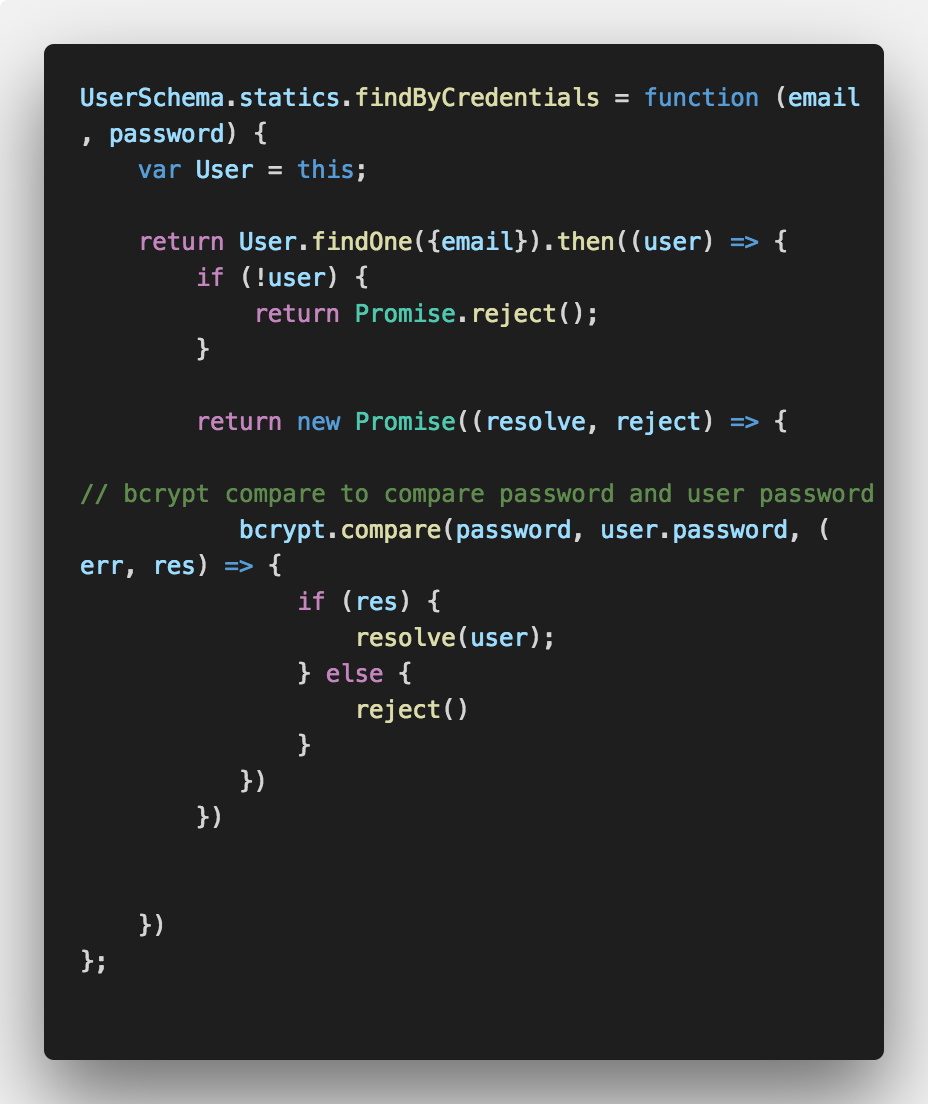 UserSchema.statics.findByCredentials = function (email
, password) {
    var User = this;

    return User.findOne({email}).then((user) => {
        if (!user) {
            return Promise.reject();
        }

        return new Promise((resolve, reject) => {

// bcrypt compare to compare password and user password
           bcrypt.compare(password, user.password, (
err, res) => {
               if (res) {
                   resolve(user);
               } else {
                   reject()
               }
           })
        })


    })
};